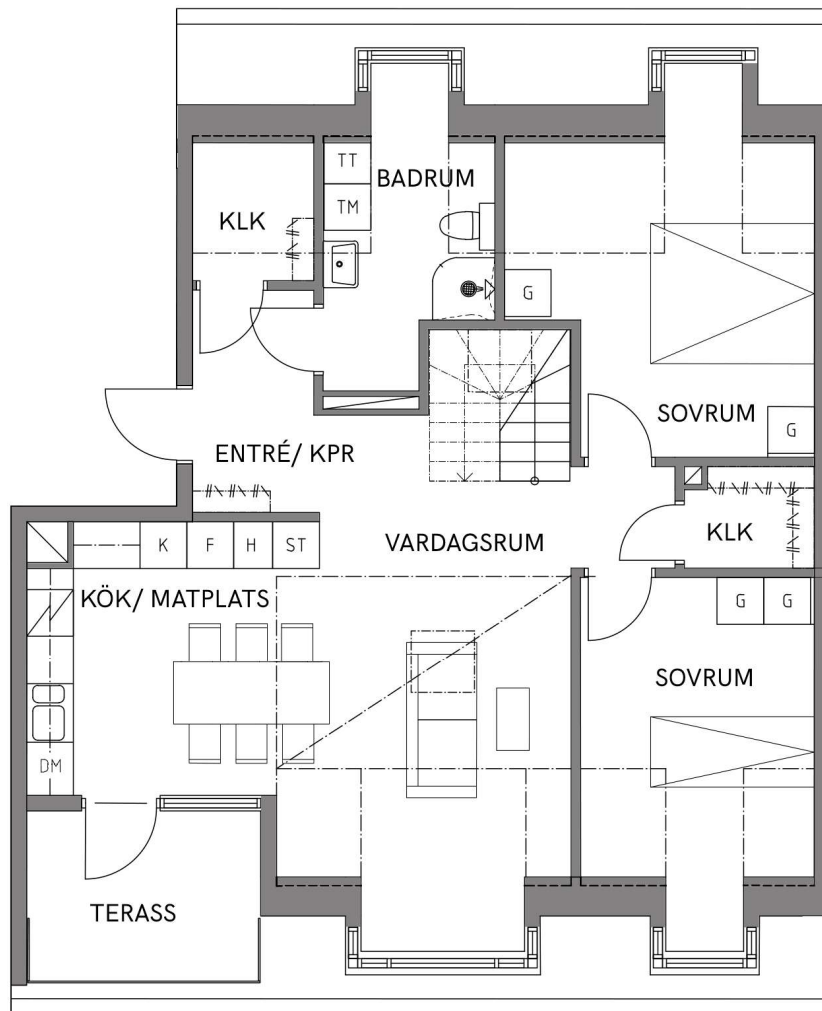 TT
BADRUM
TM
KLK
G
SOVRUM
G
ENTRÉ/ KPR
KLK
VARDAGSRUM
K F H ST
KÖK/ MATPLATS
G G
SOVRUM
DM
TERASS